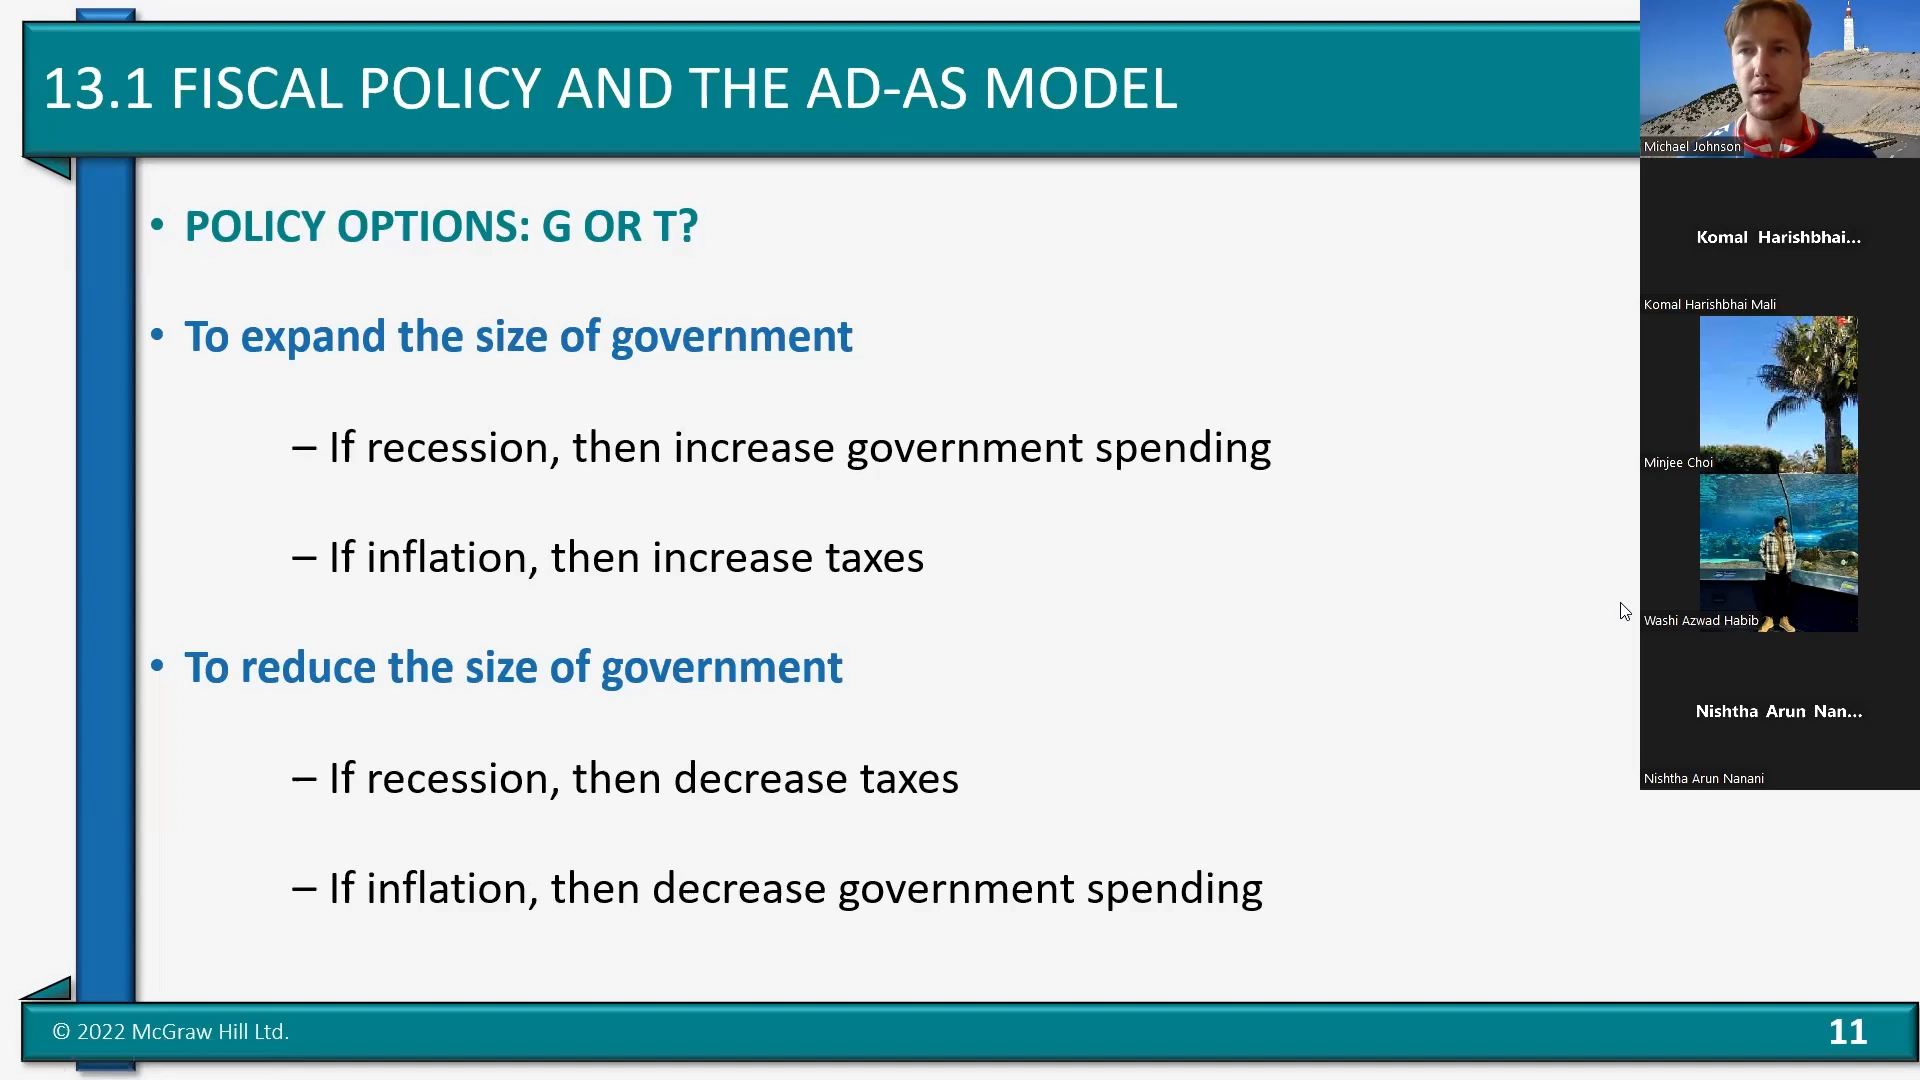 13.1 FISCAL POLICY AND THE AD-AS MODEL
• POLICY OPTIONS: G OR T?
• To expand the size of government
– If recession, then increase government spending
– If inflation, then increase taxes
• To reduce the size of government
– If recession, then decrease taxes
– If inflation, then decrease government spending
© 2022 McGraw Hill Ltd.
11
Michael Johnson
Komal Harishbhai...
Komal Harishbhai Mali
Minjee Choi
Washi Azwad Habib
Nishtha Arun Nan...
Nishtha Arun Nanani